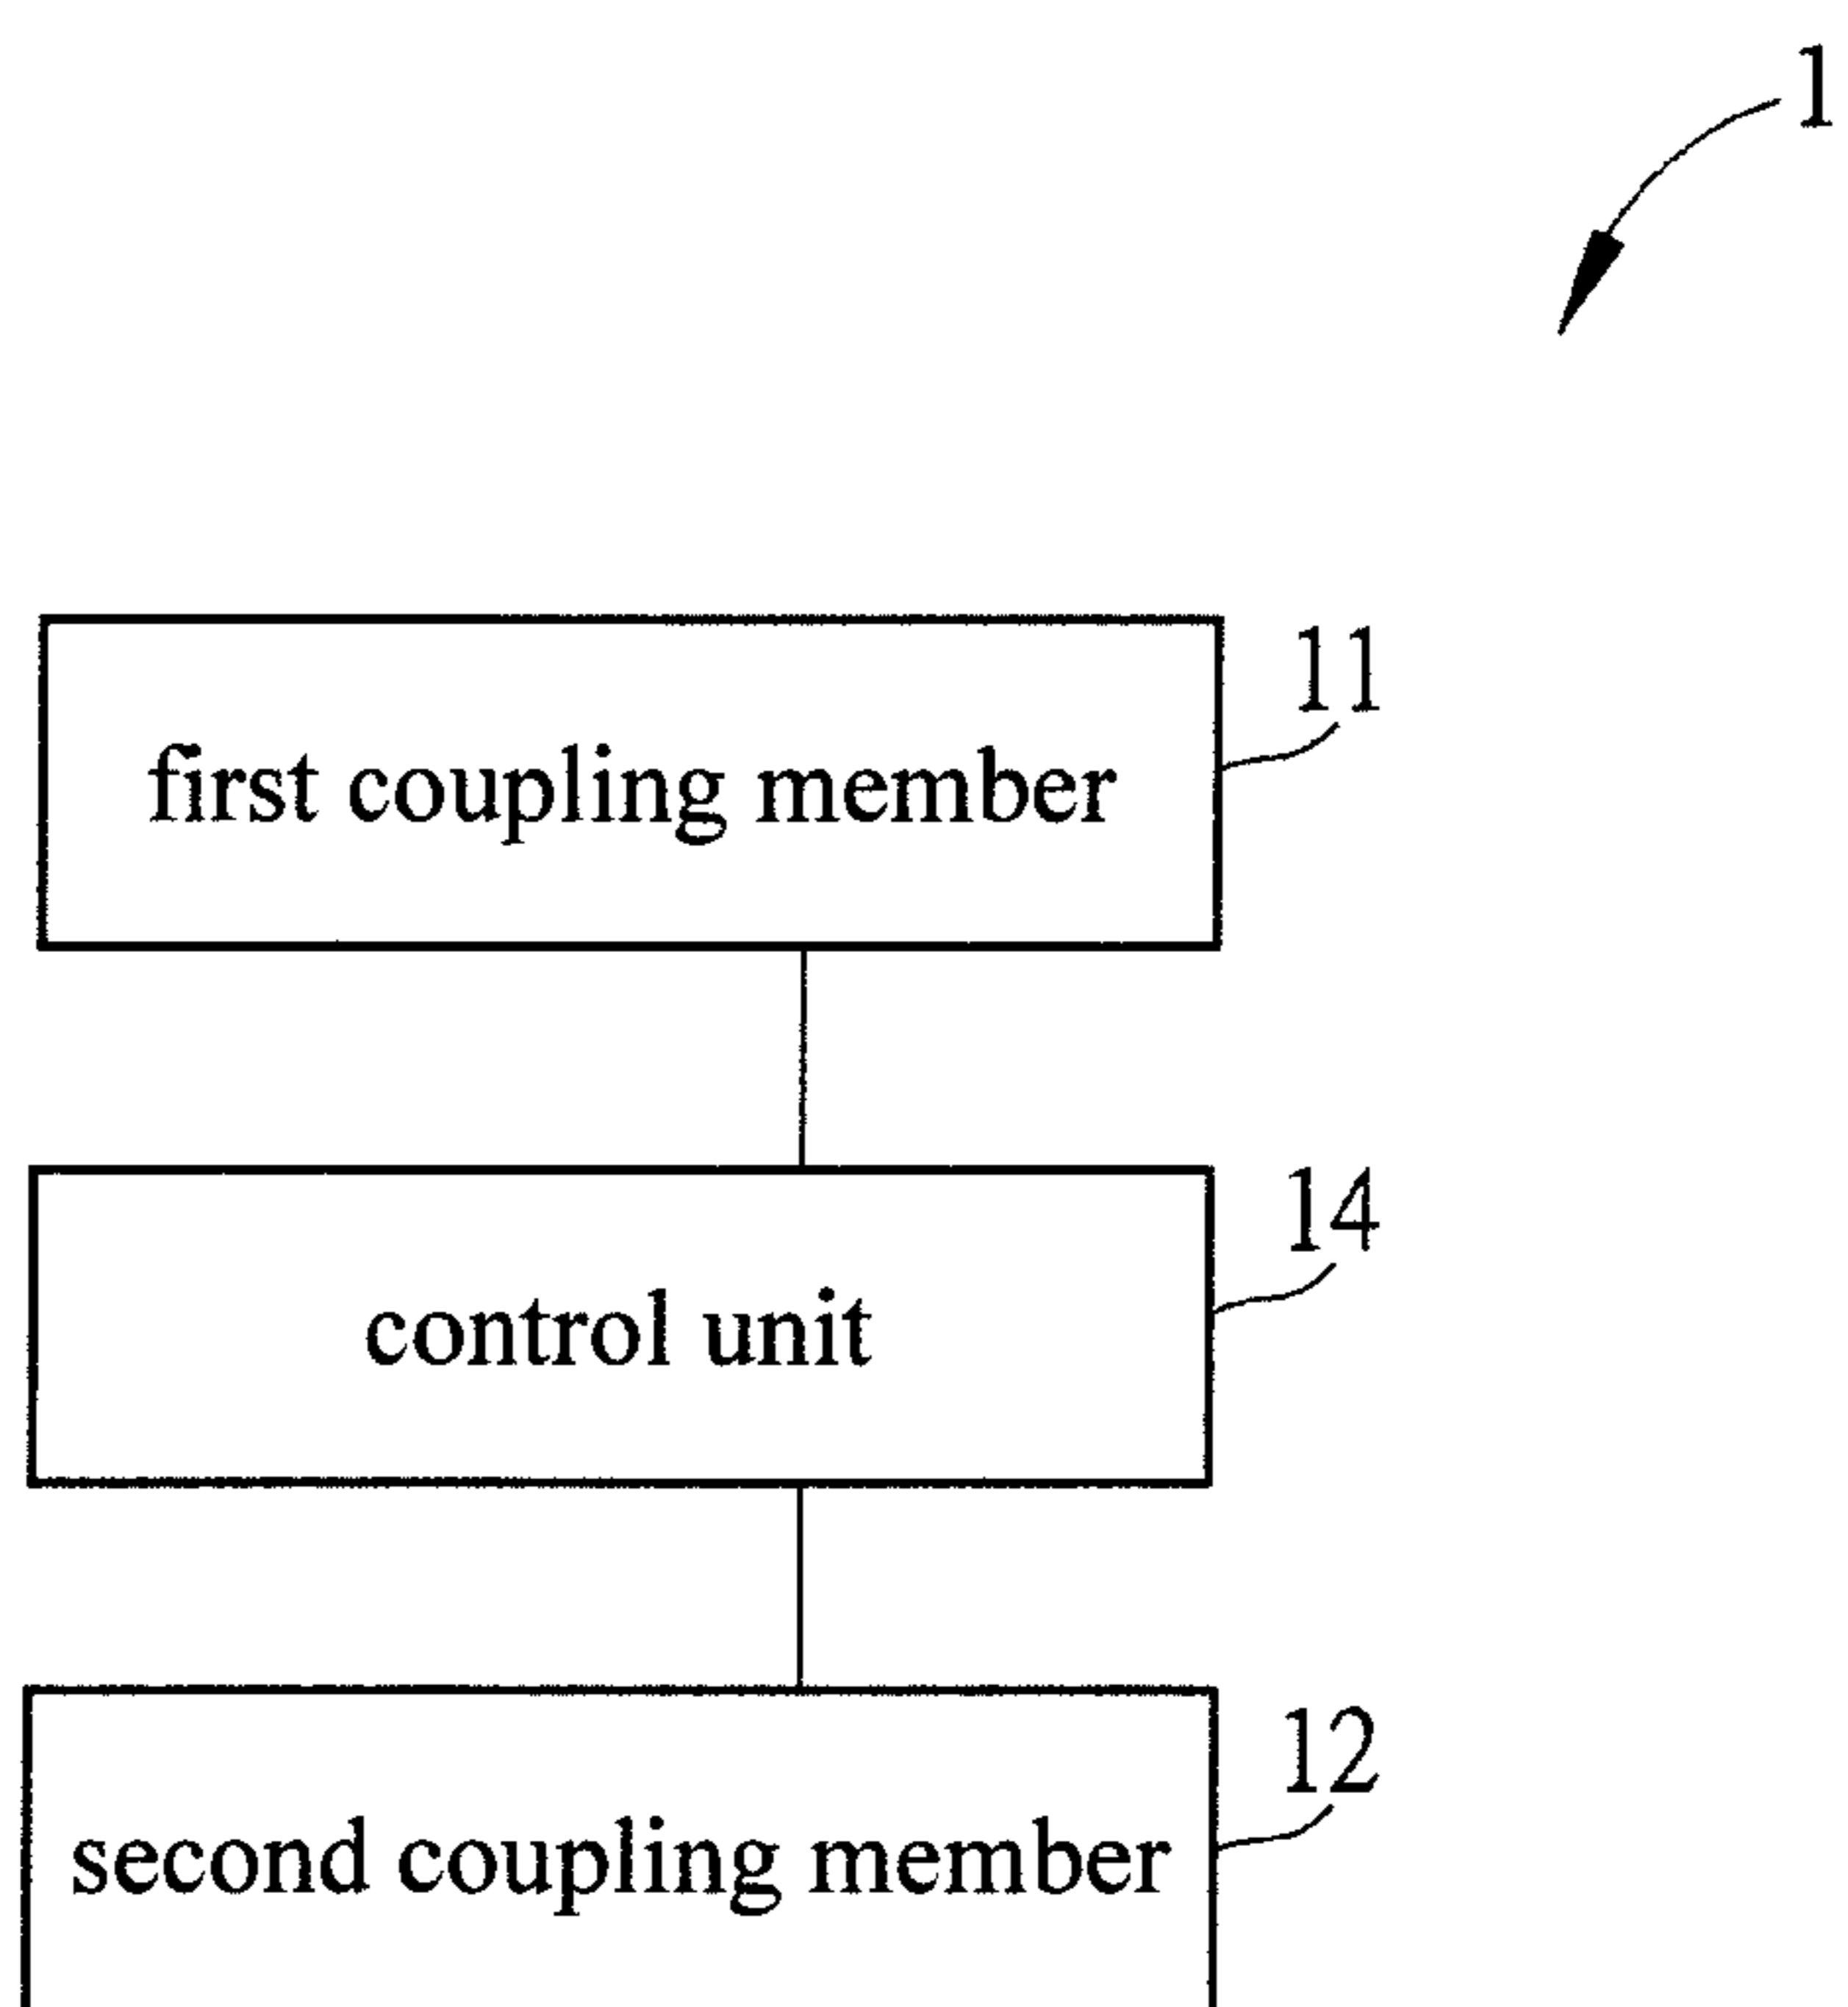 1
11
first coupling member
14
control unit
12
second coupling member